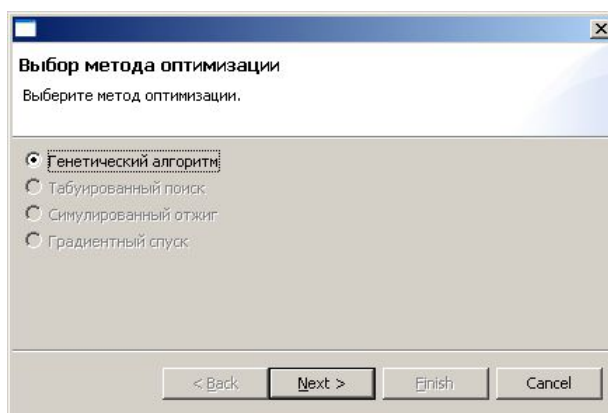 Выбор метода оптимизации
Выберите метод оптимизации.
Генетический алгоритм
Табуированный поиск
Симулированный отжиг
Градиентный спуск
< Back Next > Finish Cancel